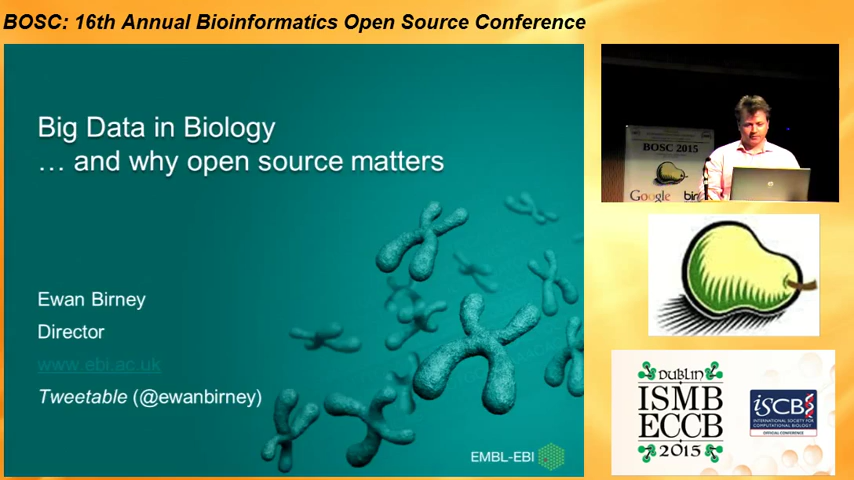 BOSC: 16th Annual Bioinformatics Open Source Conference
Big Data in Biology
… and why open source matters
Ewan Birney
Director
www.ebi.ac.uk
Tweetable (@ewanbirney)
EMBL-EBI
BOSC 2015
Google
DUBLIN
ISMB
ECCB
2015
iSCB
INTERNATIONAL SOCIETY FOR
COMPUTATIONAL BIOLOGY
OFFICIAL CONFERENCE